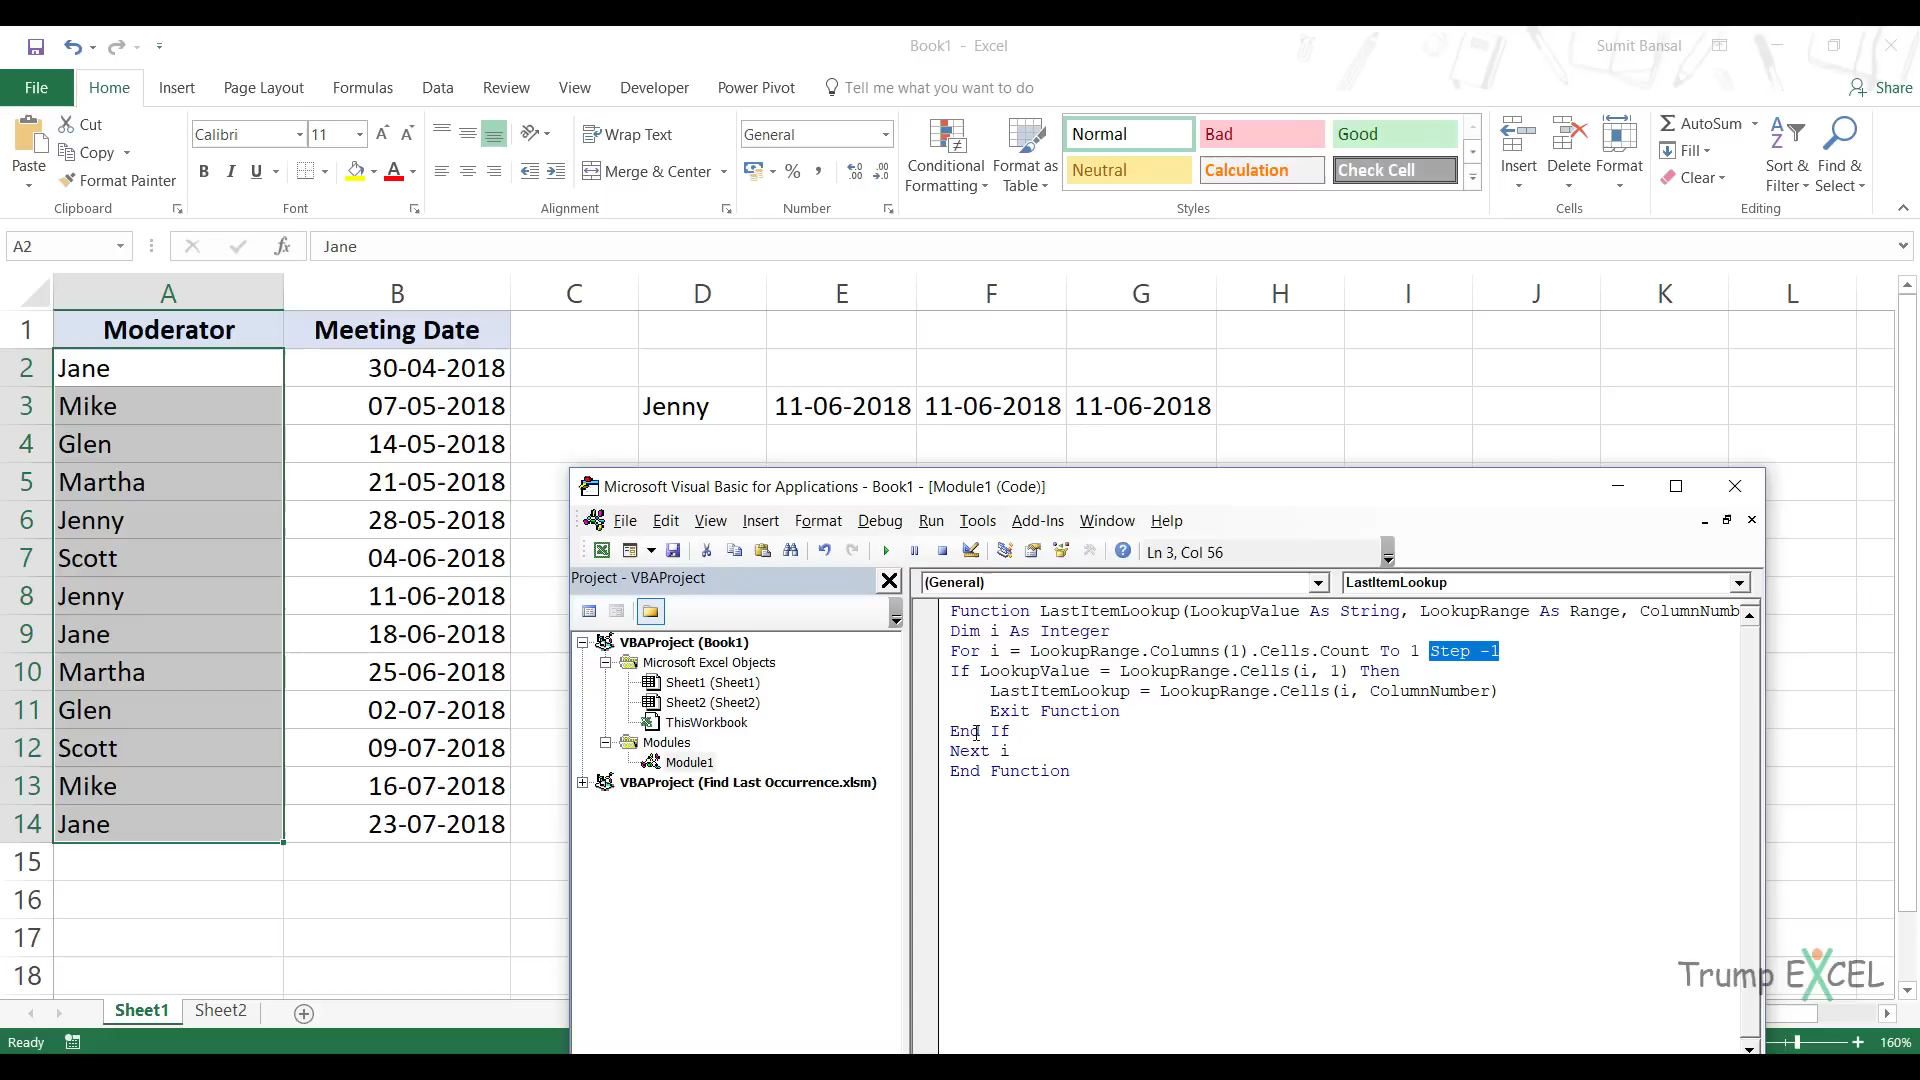 Book1 - Excel
Sumit Bansal
File Home Insert Page Layout Formulas Data Review View Developer Power Pivot Tell me what you want to do Share
Cut
Copy
Format Painter
Paste
Clipboard
Calibri 11
B I U
Font
Wrap Text
Merge & Center
Alignment
General
Number
Conditional Formatting
Format as Table
Normal Bad Good
Neutral Calculation Check Cell
Styles
Insert Delete Format
Cells
AutoSum
Fill
Clear
Sort & Filter
Find & Select
Editing
A2 fx Jane
A B C D E F G H I J K L
1 Moderator Meeting Date
2 Jane 30-04-2018
3 Mike 07-05-2018 Jenny 11-06-2018 11-06-2018 11-06-2018
4 Glen 14-05-2018
5 Martha 21-05-2018
6 Jenny 28-05-2018
7 Scott 04-06-2018
8 Jenny 11-06-2018
9 Jane 18-06-2018
10 Martha 25-06-2018
11 Glen 02-07-2018
12 Scott 09-07-2018
13 Mike 16-07-2018
14 Jane 23-07-2018
15
16
17
18
Microsoft Visual Basic for Applications - Book1 - [Module1 (Code)]
File Edit View Insert Format Debug Run Tools Add-Ins Window Help
Ln 3, Col 56
Project - VBAProject
VBAProject (Book1)
Microsoft Excel Objects
Sheet1 (Sheet1)
Sheet2 (Sheet2)
ThisWorkbook
Modules
Module1
VBAProject (Find Last Occurrence.xlsm)
(General) LastItemLookup
Function LastItemLookup(LookupValue As String, LookupRange As Range, ColumnNumb
Dim i As Integer
For i = LookupRange.Columns(1).Cells.Count To 1 Step -1
If LookupValue = LookupRange.Cells(i, 1) Then
LastItemLookup = LookupRange.Cells(i, ColumnNumber)
Exit Function
End If
Next i
End Function
Trump EXCEL
Sheet1 Sheet2
Ready
160%